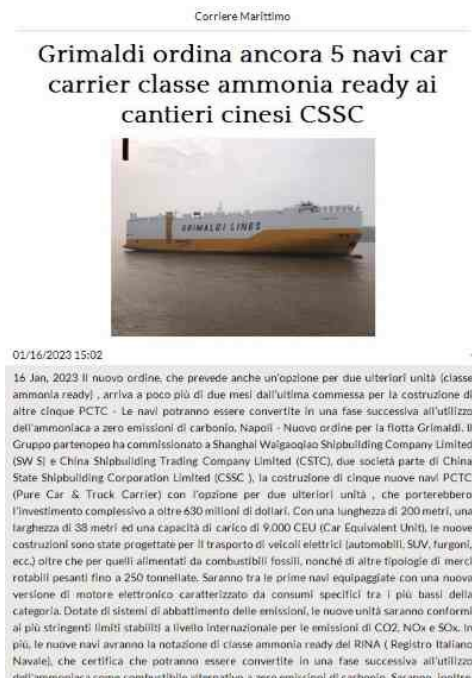 Corriere Marittimo
Grimaldi ordina ancora 5 navi car
carrier classe ammonia ready ai
cantieri cinesi CSSC
GRIMALDI LINES
01/16/2023 15:02
16 Jan, 2023 Il nuovo ordine, che prevede anche un'opzione per due ulteriori unità (classe
ammonia ready) , arriva a poco più di due mesi dall'ultima commessa per la costruzione di
altre cinque PCTC - Le navi potranno essere convertite in una fase successiva all'utilizzo
dell'ammoniaca a zero emissioni di carbonio. Napoli - Nuovo ordine per la flotta Grimaldi. Il
Gruppo partenopeo ha commissionato a Shanghai Waigaoqiao Shipbuilding Company Limited
(SW S) e China Shipbuilding Trading Company Limited (CSTC), due società parte di China
State Shipbuilding Corporation Limited (CSSC ), la costruzione di cinque nuove navi PCTC
(Pure Car & Truck Carrier) con l'opzione per due ulteriori unità , che porterebbero
l'investimento complessivo a oltre 630 milioni di dollari. Con una lunghezza di 200 metri, una
larghezza di 38 metri ed una capacità di carico di 9.000 CEU (Car Equivalent Unit), le nuove
costruzioni sono state progettate per il trasporto di veicoli elettrici (automobili, SUV, furgoni,
ecc.) oltre che per quelli alimentati da combustibili fossili, nonché di altre tipologie di merci
rotabili pesanti fino a 250 tonnellate. Saranno tra le prime navi equipaggiate con una nuova
versione di motore elettronico caratterizzato da consumi specifici tra i più bassi della
categoria. Dotate di sistemi di abbattimento delle emissioni, le nuove unità saranno conformi
ai più stringenti limiti stabiliti a livello internazionale per le emissioni di CO2, NOx e SOx. In
più, le nuove navi avranno la notazione di classe ammonia ready del RINA ( Registro Italiano
Navale), che certifica che potranno essere convertite in una fase successiva all'utilizzo
dell'ammoniaca come combustibile alternativo a zero emissioni di carbonio. Saranno, inoltre